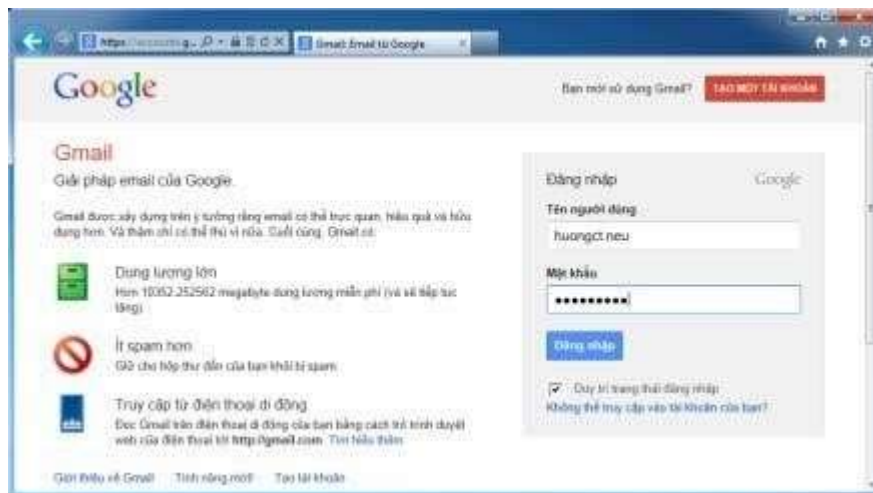 Gmail: Email từ Google
Google
Bạn mới sử dụng Gmail?
TẠO MỘT TÀI KHOẢN
Gmail
Giải pháp email của Google.
Gmail được xây dựng trên ý tưởng rằng email có thể trực quan, hiệu quả và hữu
dụng hơn. Và thậm chí có thể thú vị nữa. Cuối cùng, Gmail có:
Dung lượng lớn
Hơn 10352.252562 megabyte dung lượng miễn phí (và sẽ tiếp tục
tăng)
Ít spam hơn
Giữ cho hộp thư đến của bạn khỏi bị spam
Truy cập từ điện thoại di động
Đọc Gmail trên điện thoại di động của bạn bằng cách trỏ trình duyệt
web của điện thoại tới http://gmail.com. Tìm hiểu thêm
Giới thiệu về Gmail Tính năng mới! Tạo tài khoản
Đăng nhập Google
Tên người dùng
huongct.neu
Mật khẩu
•••••••••
Đăng nhập
Duy trì trạng thái đăng nhập
Không thể truy cập vào tài khoản của bạn?